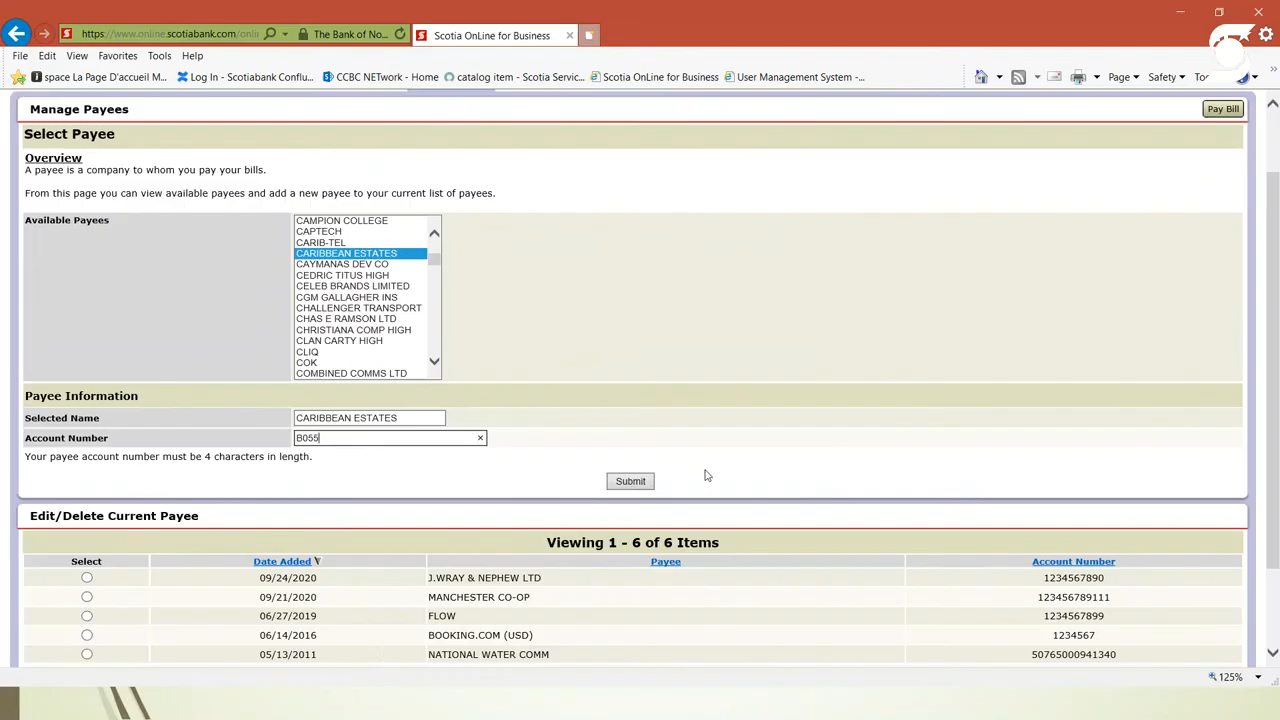 https://www.online.scotiabank.com/onli
The Bank of No...
Scotia OnLine for Business
File Edit View Favorites Tools Help
space La Page D'accueil M...
Log In - Scotiabank Conflu...
CCBC NETwork - Home
catalog item - Scotia Servic...
Scotia OnLine for Business
User Management System -...
Page
Safety
Manage Payees
Pay Bill
Select Payee
Overview
A payee is a company to whom you pay your bills.
From this page you can view available payees and add a new payee to your current list of payees.
Available Payees
CAMPION COLLEGE
CAPTECH
CARIB-TEL
CARIBBEAN ESTATES
CAYMANAS DEV CO
CEDRIC TITUS HIGH
CELEB BRANDS LIMITED
CGM GALLAGHER INS
CHALLENGER TRANSPORT
CHAS E RAMSON LTD
CHRISTIANA COMP HIGH
CLAN CARTY HIGH
CLIQ
COK
COMBINED COMMS LTD
Payee Information
Selected Name CARIBBEAN ESTATES
Account Number B055
Your payee account number must be 4 characters in length.
Submit
Edit/Delete Current Payee
Viewing 1 - 6 of 6 Items
Select Date Added Payee Account Number
09/24/2020 J.WRAY & NEPHEW LTD 1234567890
09/21/2020 MANCHESTER CO-OP 123456789111
06/27/2019 FLOW 1234567899
06/14/2016 BOOKING.COM (USD) 1234567
05/13/2011 NATIONAL WATER COMM 50765000941340
125%